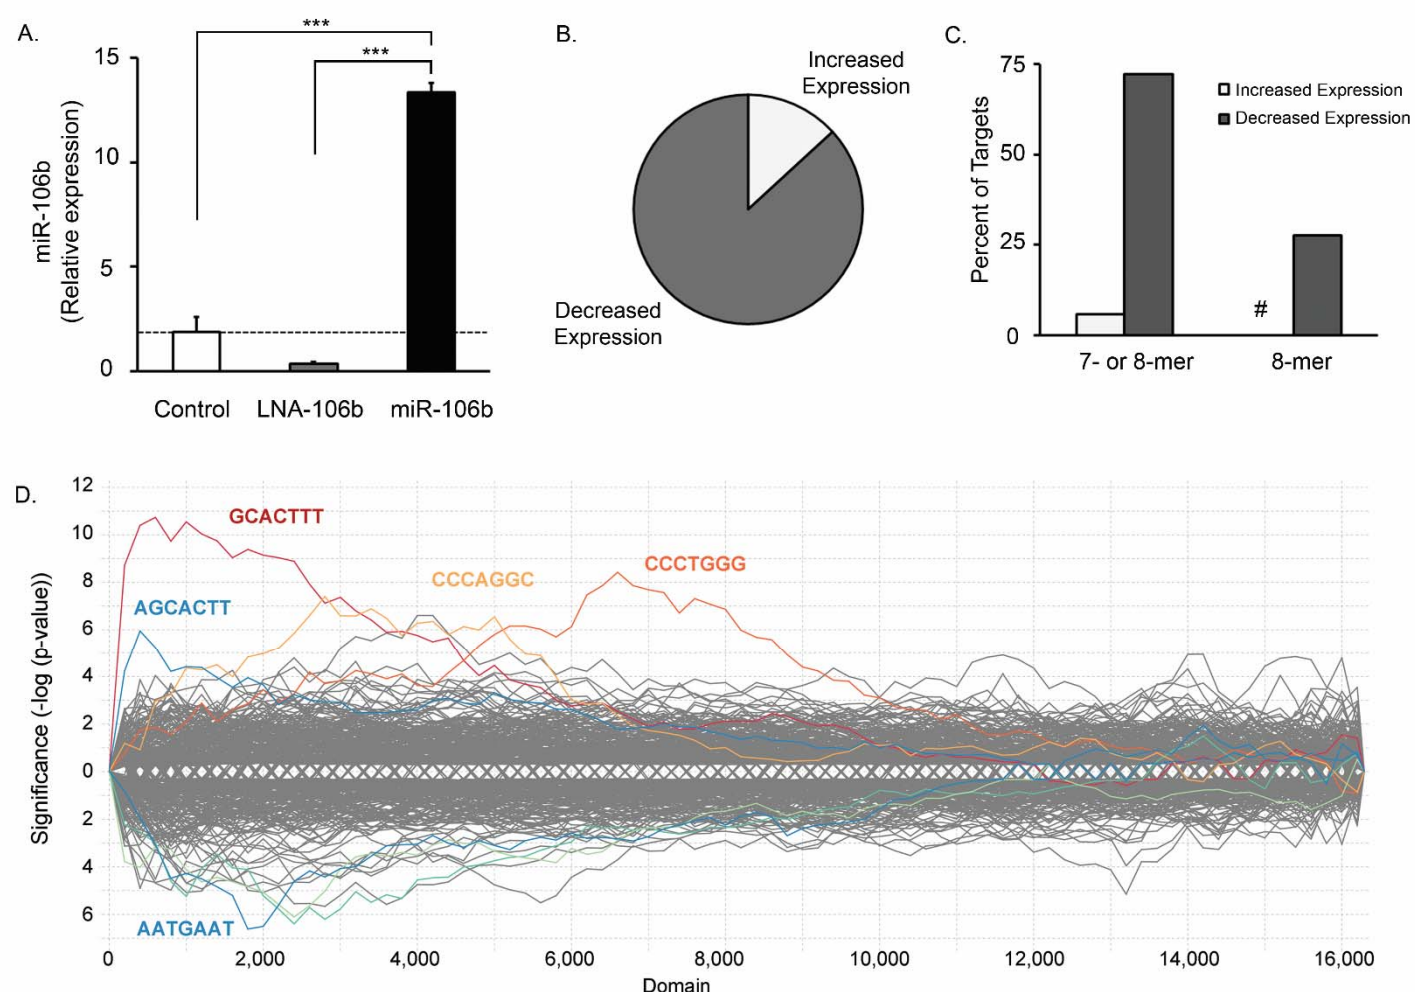 A.
***
***
15
10
5
0
miR-106b
(Relative expression)
Control LNA-106b miR-106b
B.
Increased
Expression
Decreased
Expression
C.
75
50
25
0
Percent of Targets
Increased Expression
Decreased Expression
#
7- or 8-mer 8-mer
D.
12
10
8
6
4
2
0
2
4
6
Significance (-log (p-value))
GCACTTT
CCCTGGG
CCCAGGC
AGCACTT
AATGAAT
0 2,000 4,000 6,000 8,000 10,000 12,000 14,000 16,000
Domain